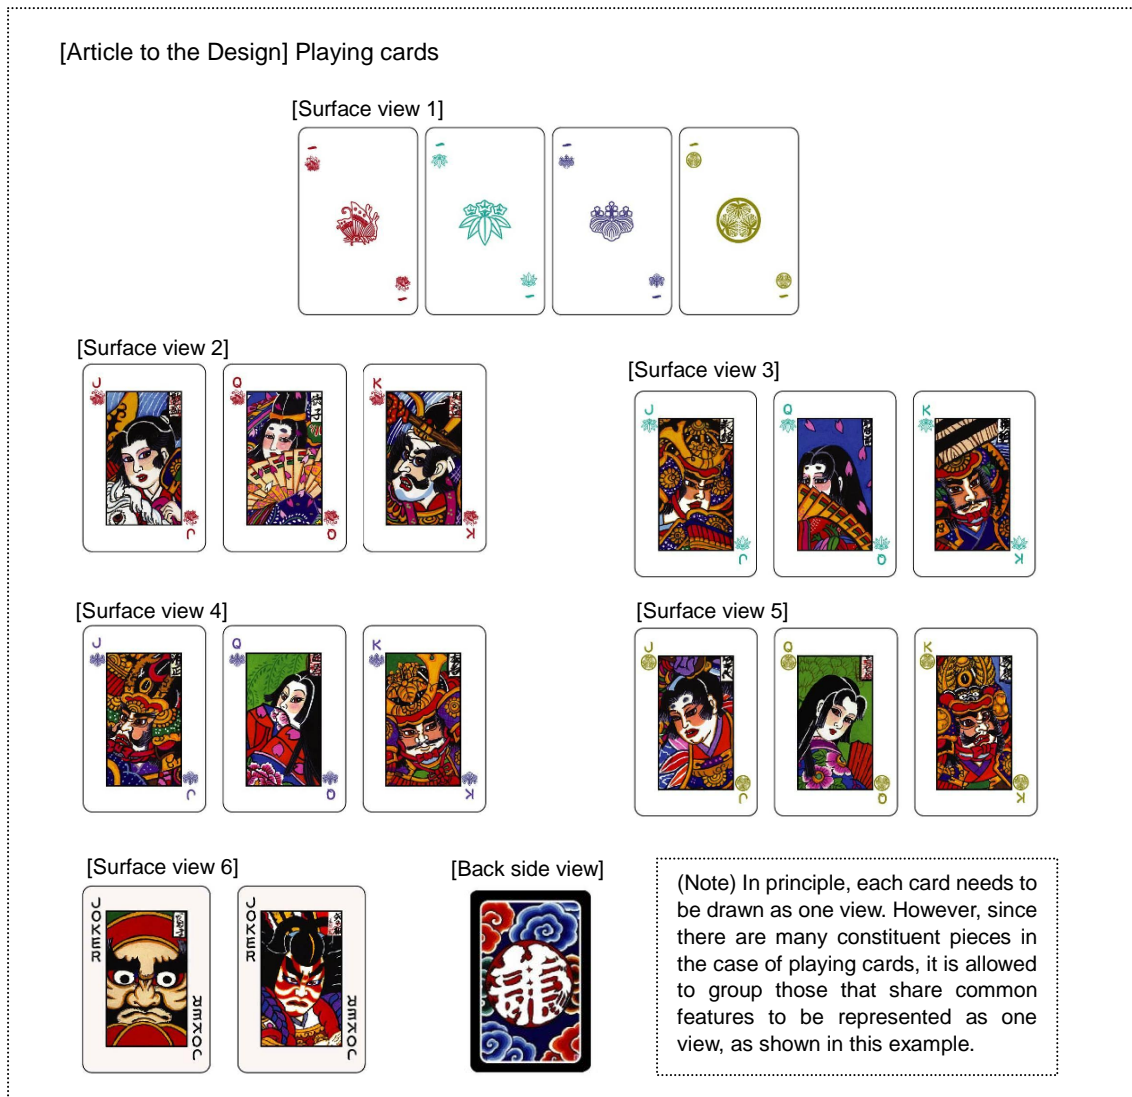 [Article to the Design] Playing cards
[Surface view 1]
[Surface view 2]
J
Q
K
J
Q
K
[Surface view 3]
J
Q
K
J
Q
K
[Surface view 4]
J
Q
K
J
Q
K
[Surface view 5]
J
Q
K
J
Q
K
[Surface view 6]
JOKER
JOKER
JOKER
JOKER
[Back side view]
(Note) In principle, each card needs to
be drawn as one view. However, since
there are many constituent pieces in
the case of playing cards, it is allowed
to group those that share common
features to be represented as one
view, as shown in this example.